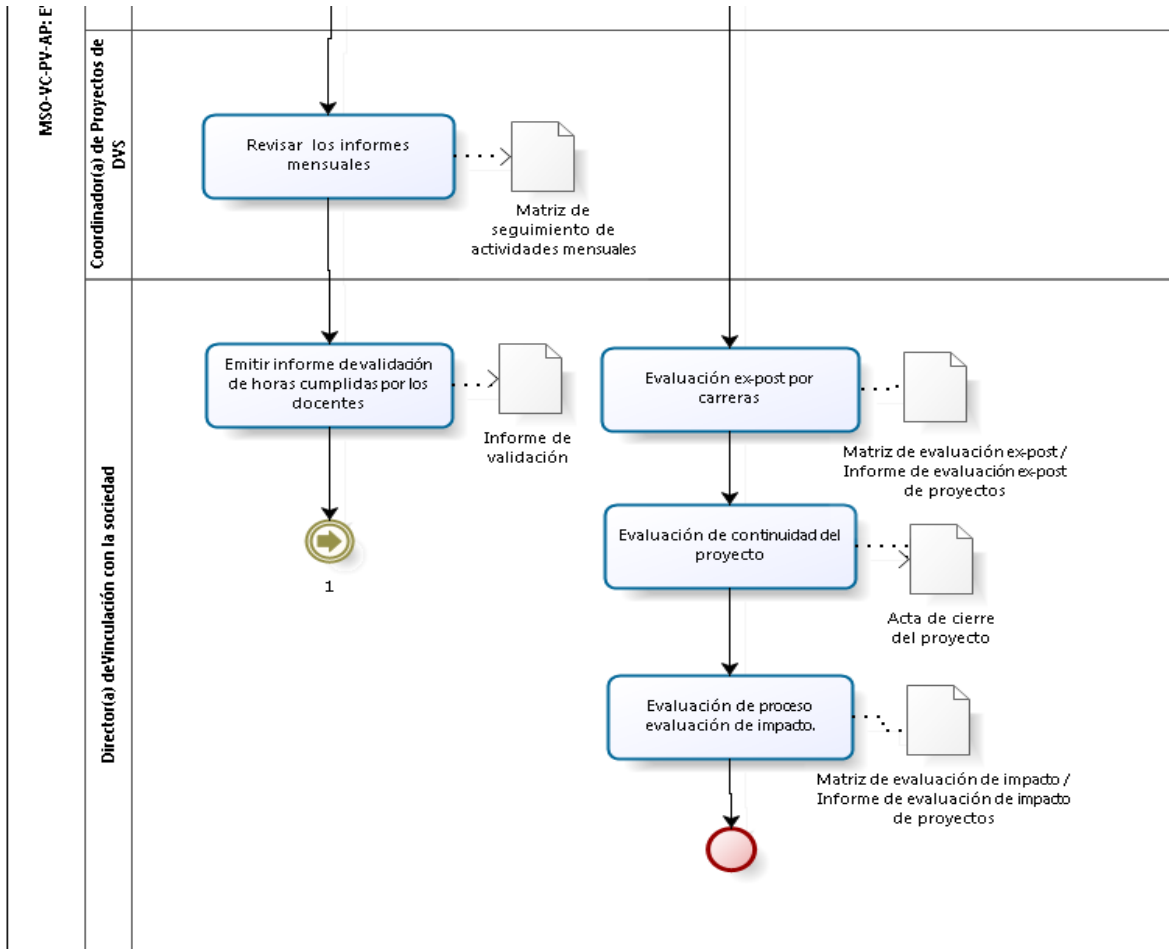 MSO-VC-PV-AP:
Coordinador(a) de Proyectos de
DVS
Revisar los informes
mensuales
Matriz de
seguimiento de
actividades mensuales
Director(a) deVinculación con la sociedad
Emitir informe devalidación
de horas cumplidas por los
docentes
Informe de
validación
1
Evaluación ex-post por
carreras
Matriz de evaluación ex-post /
Informe de evaluación ex-post
de proyectos
Evaluación de continuidad del
proyecto
Acta de cierre
del proyecto
Evaluación de proceso
evaluación de impacto.
Matriz de evaluación de impacto /
Informe de evaluación de impacto
de proyectos